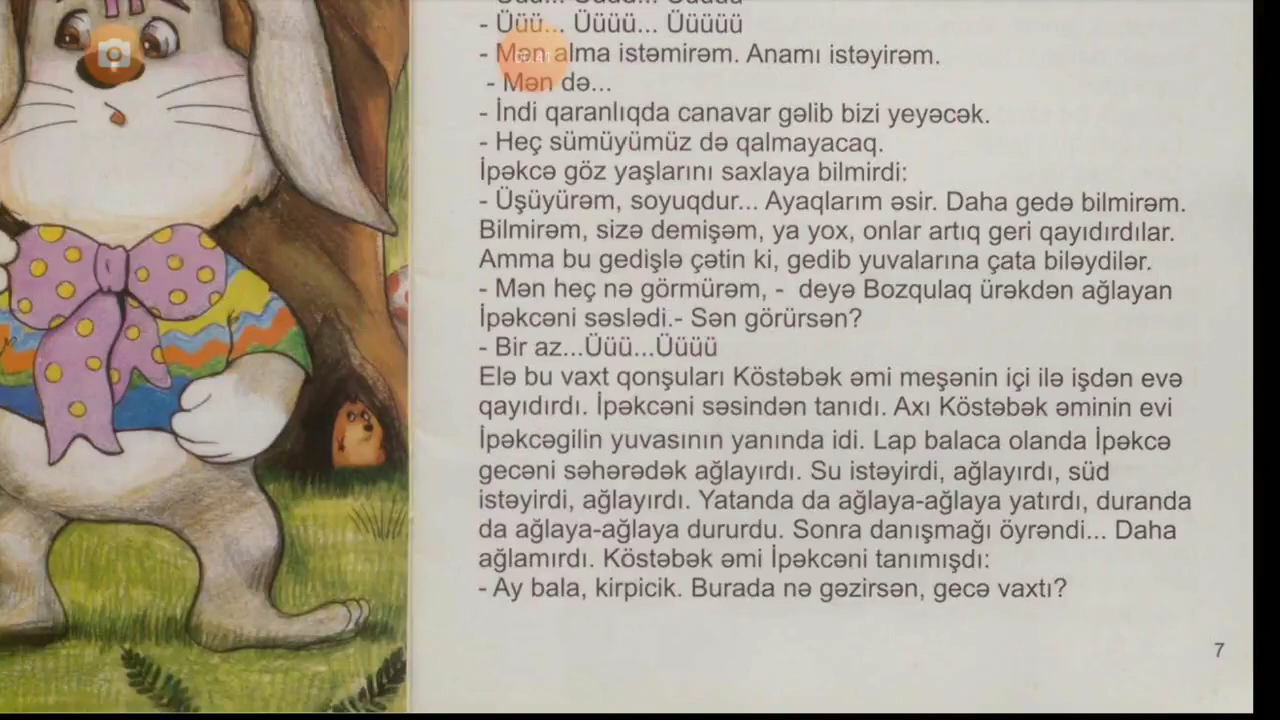 - Üüü... Üüüü... Üüüüü
- Mən alma istəmirəm. Anamı istəyirəm.
- Mən də...
- İndi qaranlıqda canavar gəlib bizi yeyəcək.
- Heç sümüyümüz də qalmayacaq.
İpəkcə göz yaşlarını saxlaya bilmirdi:
- Üşüyürəm, soyuqdur... Ayaqlarım əsir. Daha gedə bilmirəm.
Bilmirəm, sizə demişəm, ya yox, onlar artıq geri qayıdırdılar.
Amma bu gedişlə çətin ki, gedib yuvalarına çata biləydilər.
- Mən heç nə görmürəm, - deyə Bozqulaq ürəkdən ağlayan
İpəkcəni səslədi.- Sən görürsən?
- Bir az...Üüü...Üüüü
Elə bu vaxt qonşuları Köstəbək əmi meşənin içi ilə işdən evə
qayıdırdı. İpəkcəni səsindən tanıdı. Axı Köstəbək əminin evi
İpəkcəgilin yuvasının yanında idi. Lap balaca olanda İpəkcə
gecəni səhərədək ağlayırdı. Su istəyirdi, ağlayırdı, süd
istəyirdi, ağlayırdı. Yatanda da ağlaya-ağlaya yatırdı, duranda
da ağlaya-ağlaya dururdu. Sonra danışmağı öyrəndi... Daha
ağlamırdı. Köstəbək əmi İpəkcəni tanımışdı:
- Ay bala, kirpicik. Burada nə gəzirsən, gecə vaxtı?
7